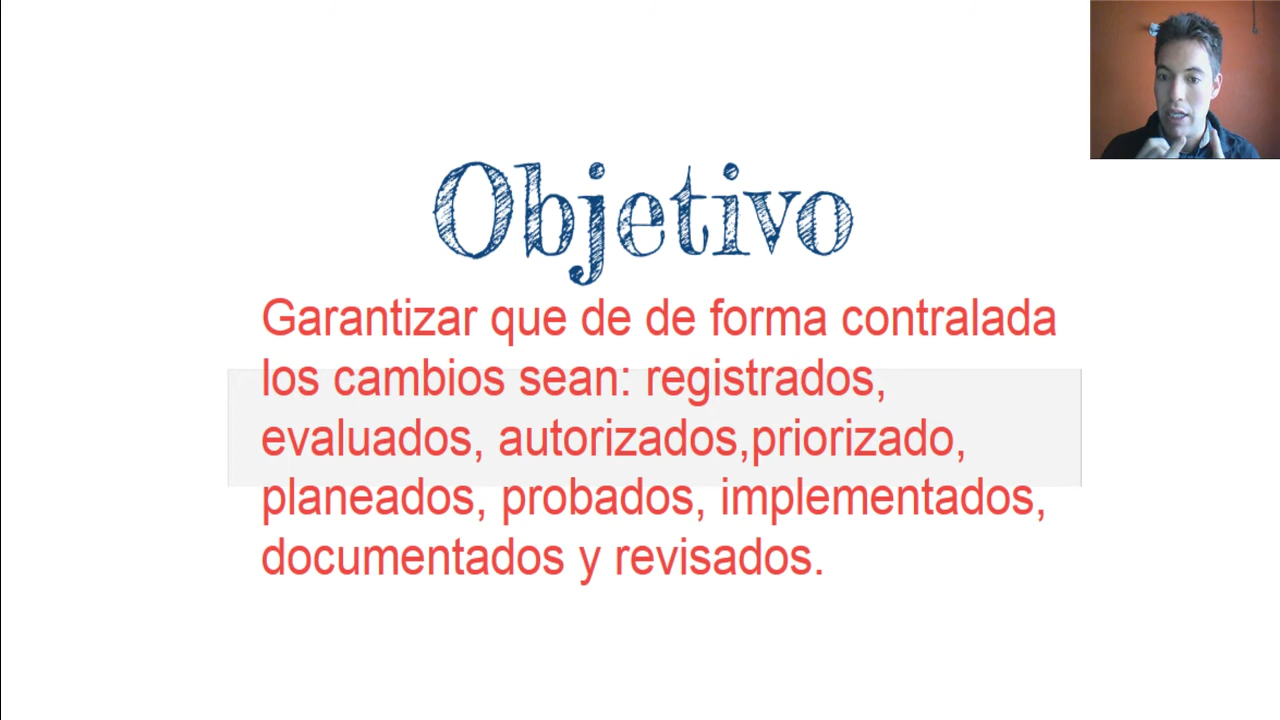 Objetivo
Garantizar que de de forma contralada
los cambios sean: registrados,
evaluados, autorizados,priorizado,
planeados, probados, implementados,
documentados y revisados.